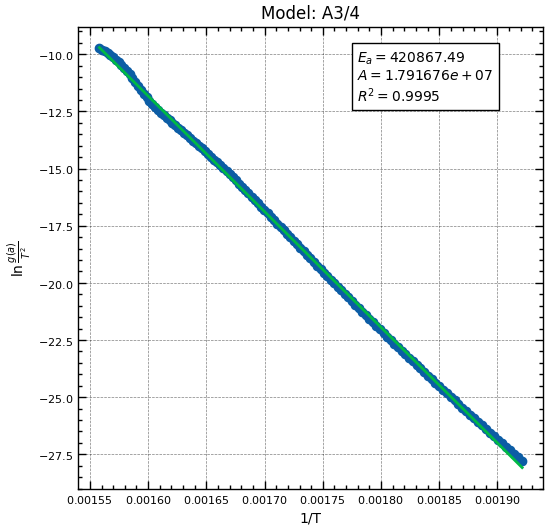 Model: A3/4
E_a = 420867.49
A = 1.791676e + 07
R^2 = 0.9995
−10.0
−12.5
−15.0
−17.5
−20.0
−22.5
−25.0
−27.5
ln g(a)/T^2
0.00155 0.00160 0.00165 0.00170 0.00175 0.00180 0.00185 0.00190
1/T